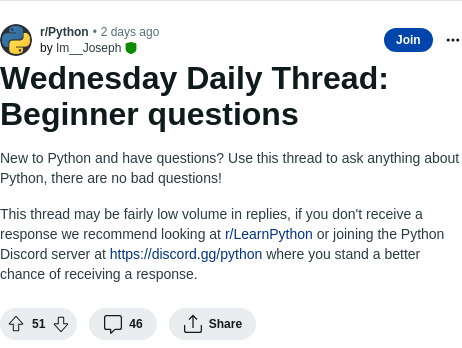 r/Python • 2 days ago
by Im__Joseph
Join
Wednesday Daily Thread:
Beginner questions
New to Python and have questions? Use this thread to ask anything about
Python, there are no bad questions!
This thread may be fairly low volume in replies, if you don't receive a
response we recommend looking at r/LearnPython or joining the Python
Discord server at https://discord.gg/python where you stand a better
chance of receiving a response.
51 46 Share